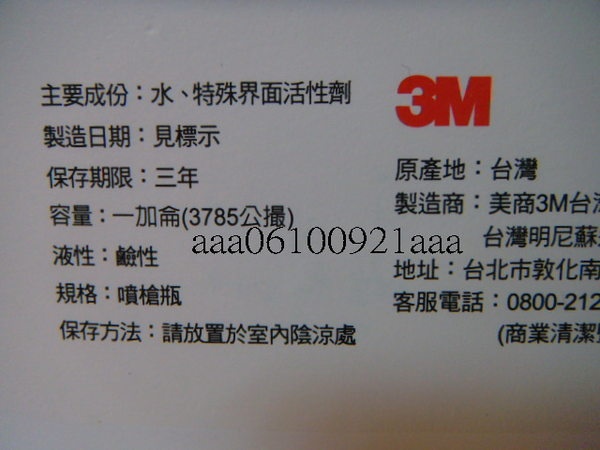 主要成份：水、特殊界面活性劑
製造日期：見標示
保存期限：三年
容量：一加侖(3785公撮)
液性：鹼性
規格：噴槍瓶
保存方法：請放置於室內陰涼處
aaa06100921aaa
3M
原產地：台灣
製造商：美商3M台
台灣明尼蘇
地址：台北市敦化南
客服電話：0800-212
(商業清潔